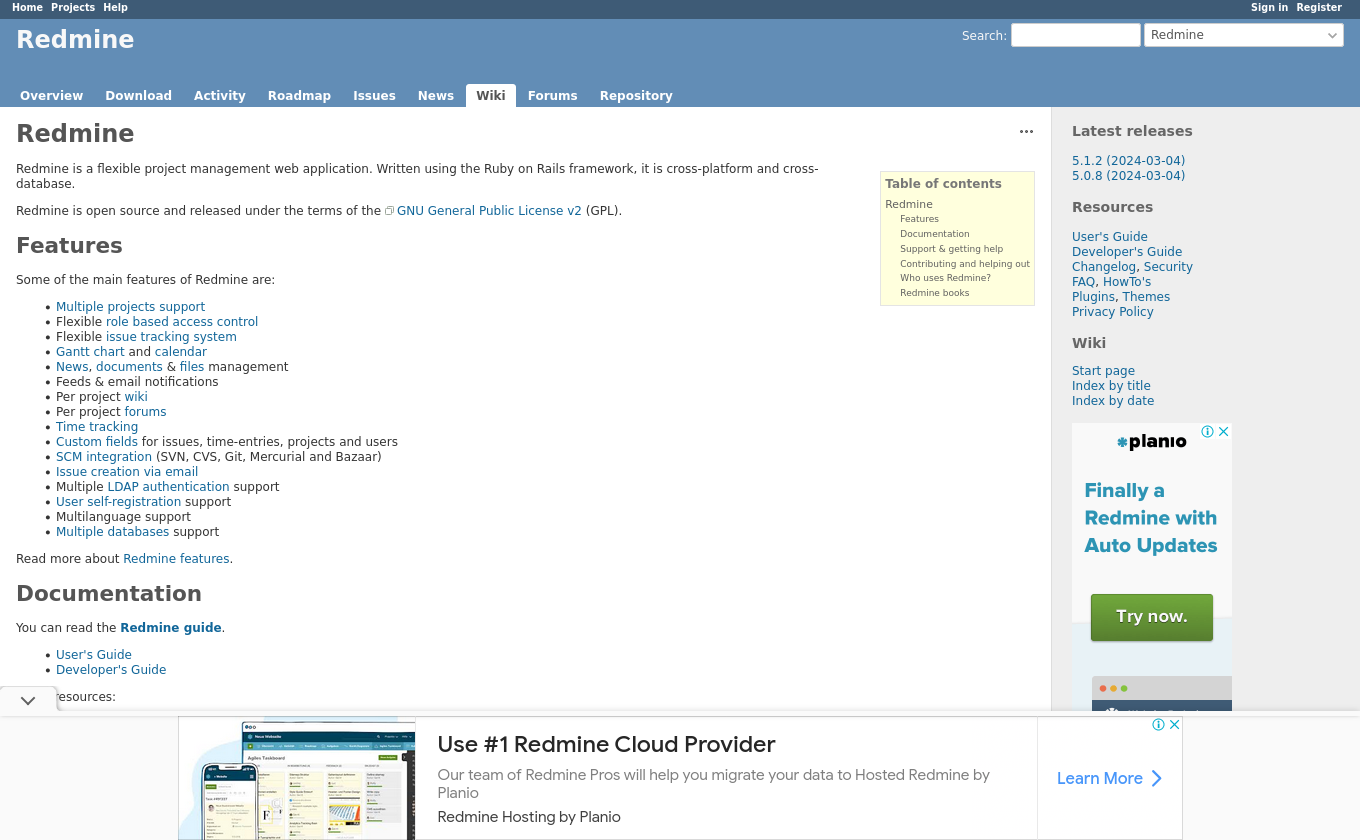 Home Projects Help
Sign in Register
Redmine
Search:
Redmine
Overview Download Activity Roadmap Issues News Wiki Forums Repository
Redmine
Redmine is a flexible project management web application. Written using the Ruby on Rails framework, it is cross-platform and cross-
database.
Redmine is open source and released under the terms of the GNU General Public License v2 (GPL).
Table of contents
Redmine
Features
Documentation
Support & getting help
Contributing and helping out
Who uses Redmine?
Redmine books
Features
Some of the main features of Redmine are:
• Multiple projects support
• Flexible role based access control
• Flexible issue tracking system
• Gantt chart and calendar
• News, documents & files management
• Feeds & email notifications
• Per project wiki
• Per project forums
• Time tracking
• Custom fields for issues, time-entries, projects and users
• SCM integration (SVN, CVS, Git, Mercurial and Bazaar)
• Issue creation via email
• Multiple LDAP authentication support
• User self-registration support
• Multilanguage support
• Multiple databases support
Read more about Redmine features.
Documentation
You can read the Redmine guide.
• User's Guide
• Developer's Guide
resources:
Latest releases
5.1.2 (2024-03-04)
5.0.8 (2024-03-04)
Resources
User's Guide
Developer's Guide
Changelog, Security
FAQ, HowTo's
Plugins, Themes
Privacy Policy
Wiki
Start page
Index by title
Index by date
planio
Finally a
Redmine with
Auto Updates
Try now.
Neue Website
Agiles Taskboard
Use #1 Redmine Cloud Provider
Our team of Redmine Pros will help you migrate your data to Hosted Redmine by
Planio
Redmine Hosting by Planio
Learn More